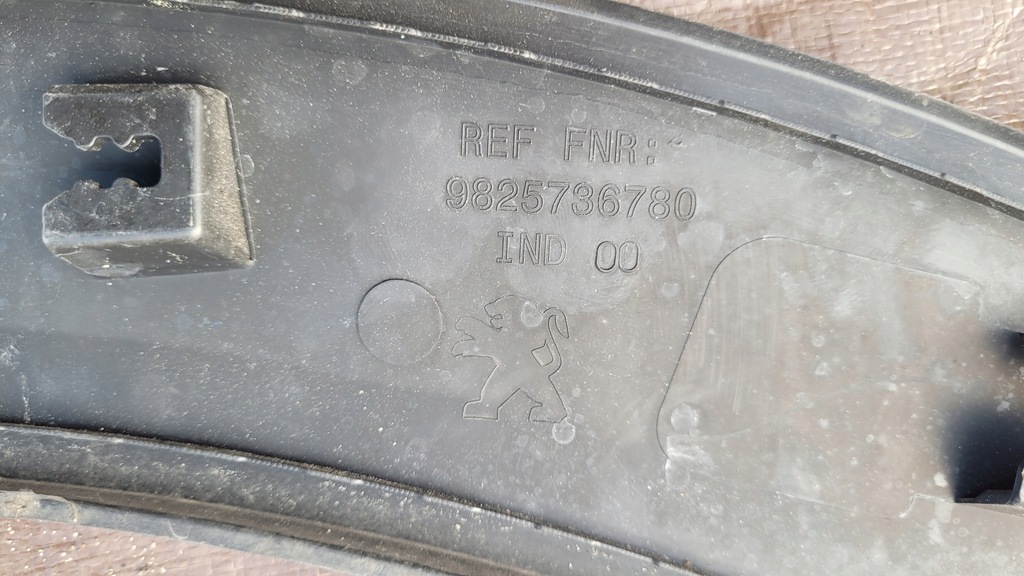 REF FNR:
9825736780
IND 00